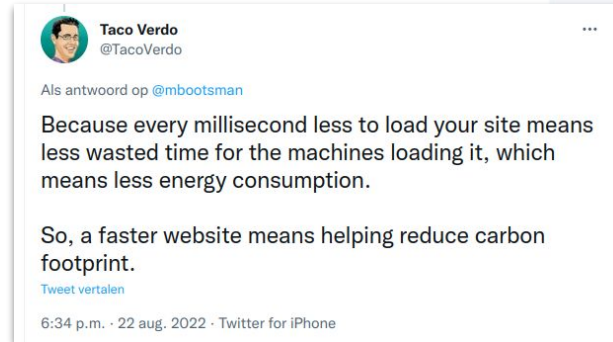 Taco Verdo
@TacoVerdo
Als antwoord op @mbootsman
Because every millisecond less to load your site means
less wasted time for the machines loading it, which
means less energy consumption.
So, a faster website means helping reduce carbon
footprint.
Tweet vertalen
6:34 p.m. · 22 aug. 2022 · Twitter for iPhone